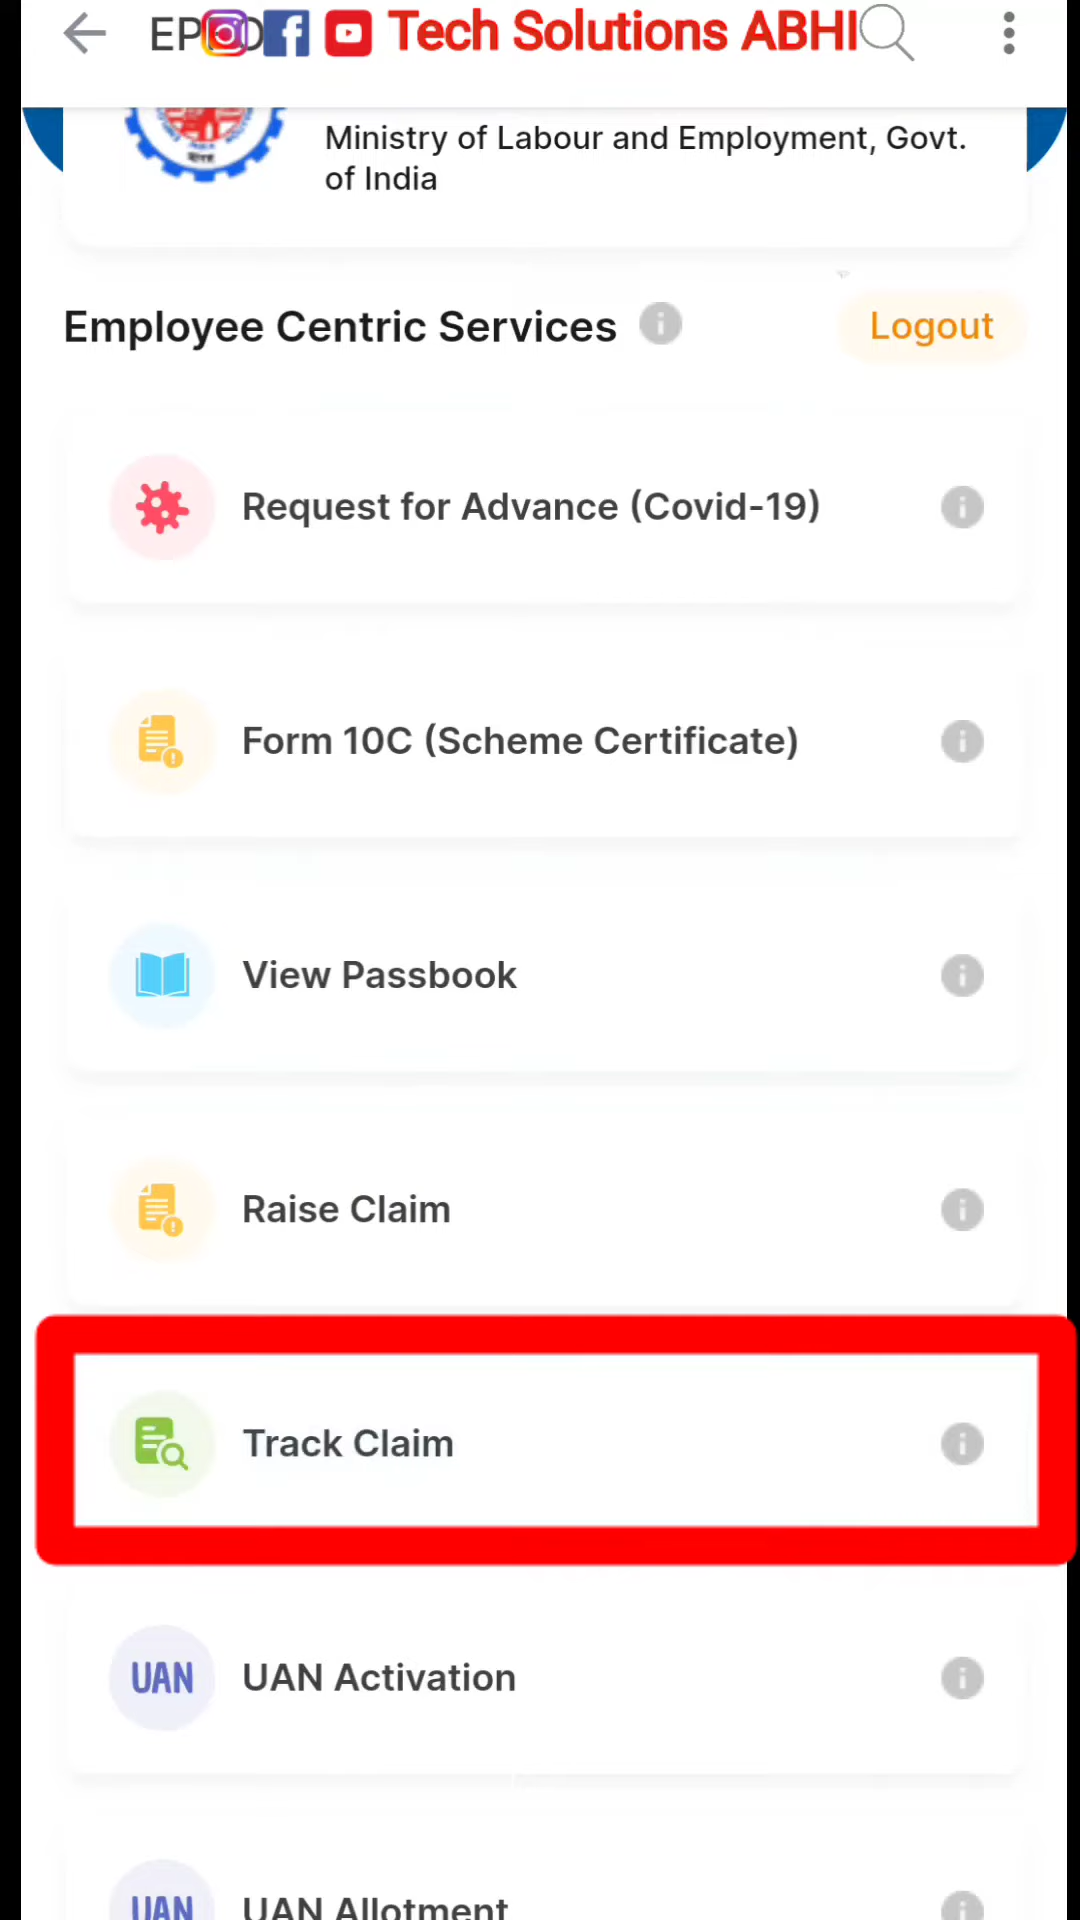 Tech Solutions ABHI
Ministry of Labour and Employment, Govt.
of India
Employee Centric Services
Logout
Request for Advance (Covid-19)
Form 10C (Scheme Certificate)
View Passbook
Raise Claim
Track Claim
UAN UAN Activation
UAN UAN Allotment